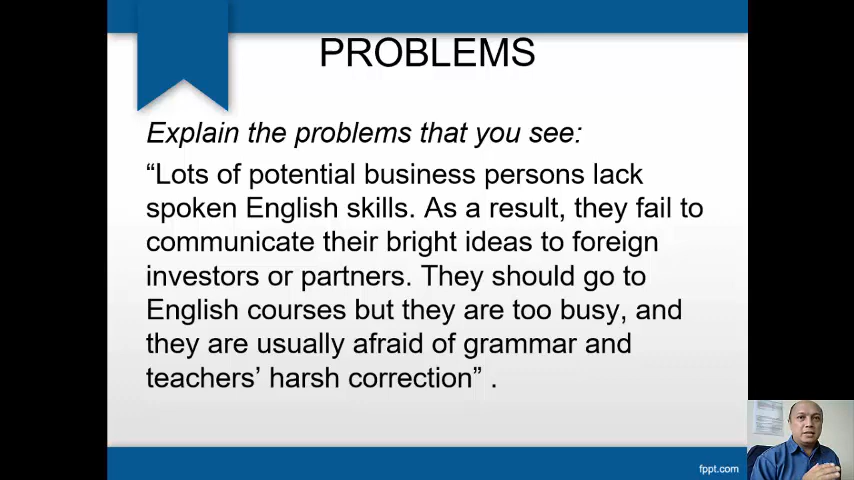 PROBLEMS
Explain the problems that you see:
“Lots of potential business persons lack
spoken English skills. As a result, they fail to
communicate their bright ideas to foreign
investors or partners. They should go to
English courses but they are too busy, and
they are usually afraid of grammar and
teachers’ harsh correction” .
fppt.com